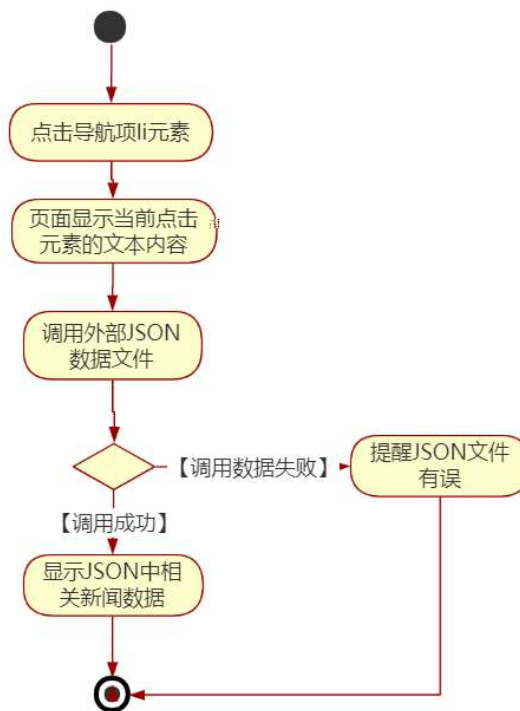 点击导航项li元素
页面显示当前点击
元素的文本内容
调用外部JSON
数据文件
【调用数据失败】
提醒JSON文件
有误
【调用成功】
显示JSON中相
关新闻数据